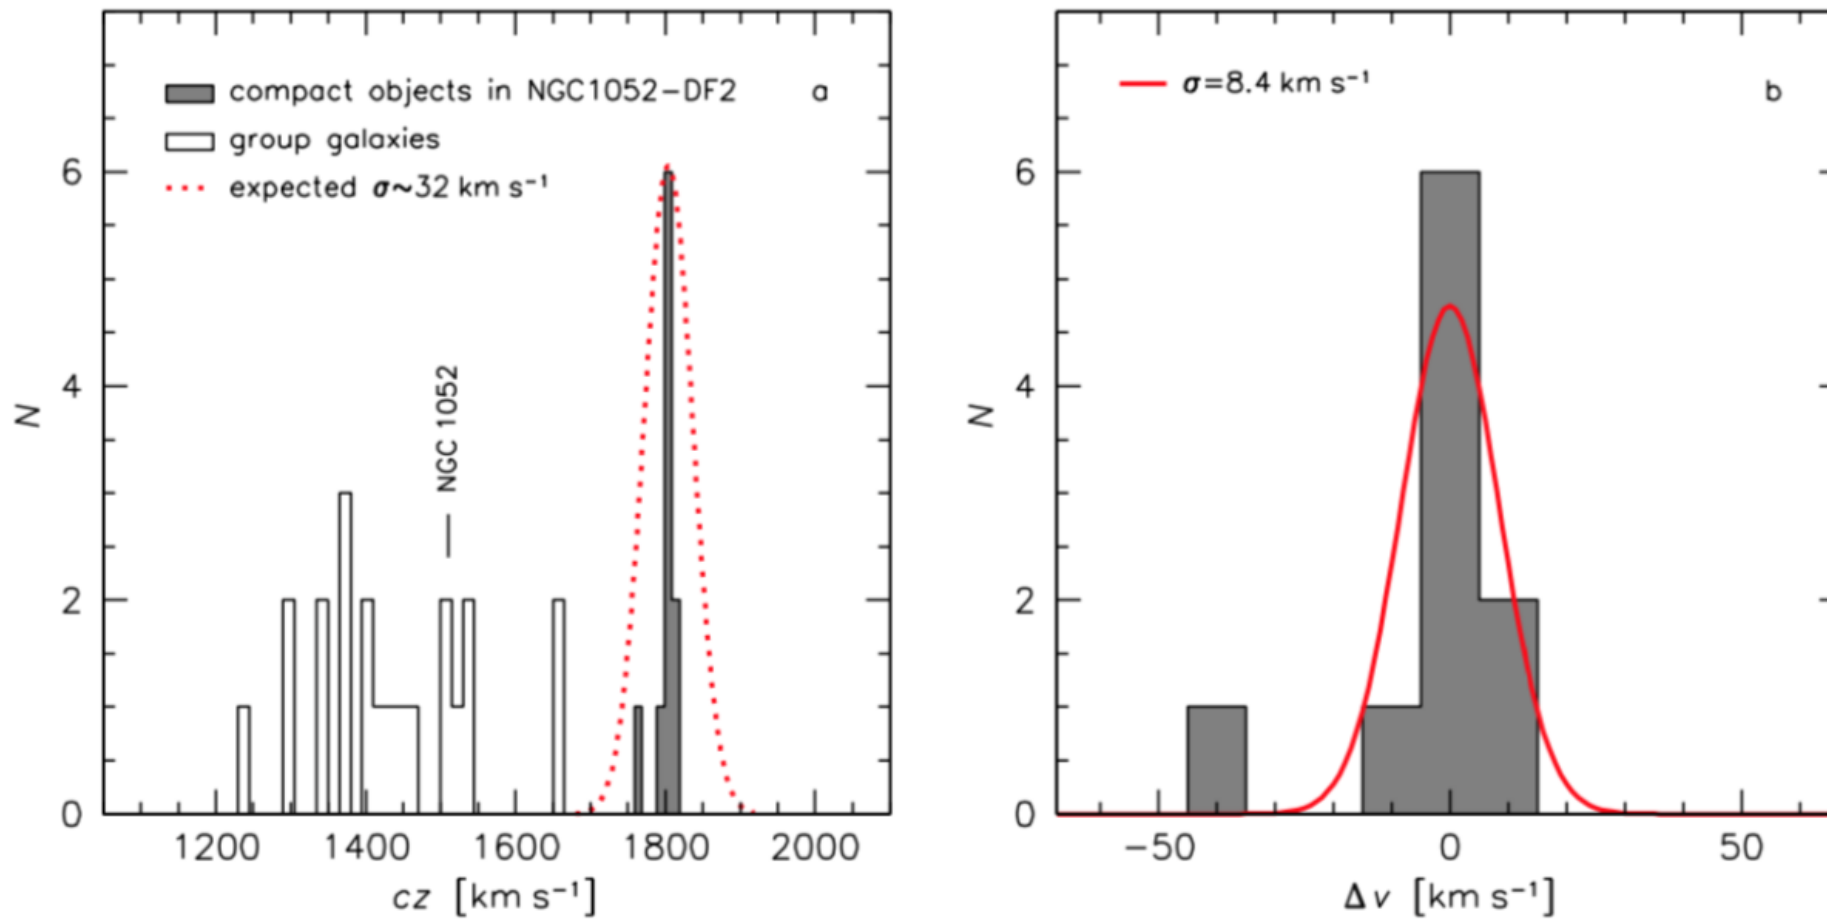 compact objects in NGC1052−DF2
a
group galaxies
expected σ~32 km s⁻¹
NGC 1052
6
4
2
0
N
1200 1400 1600 1800 2000
cz [km s⁻¹]
σ=8.4 km s⁻¹
b
6
4
2
0
N
−50 0 50
Δv [km s⁻¹]